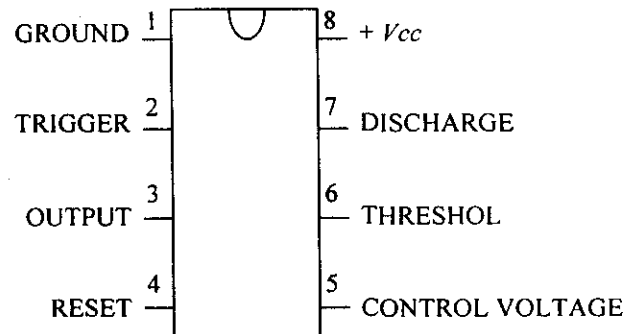 GROUND 1 8 + Vcc
TRIGGER 2 7 DISCHARGE
OUTPUT 3 6 THRESHOL
RESET 4 5 CONTROL VOLTAGE